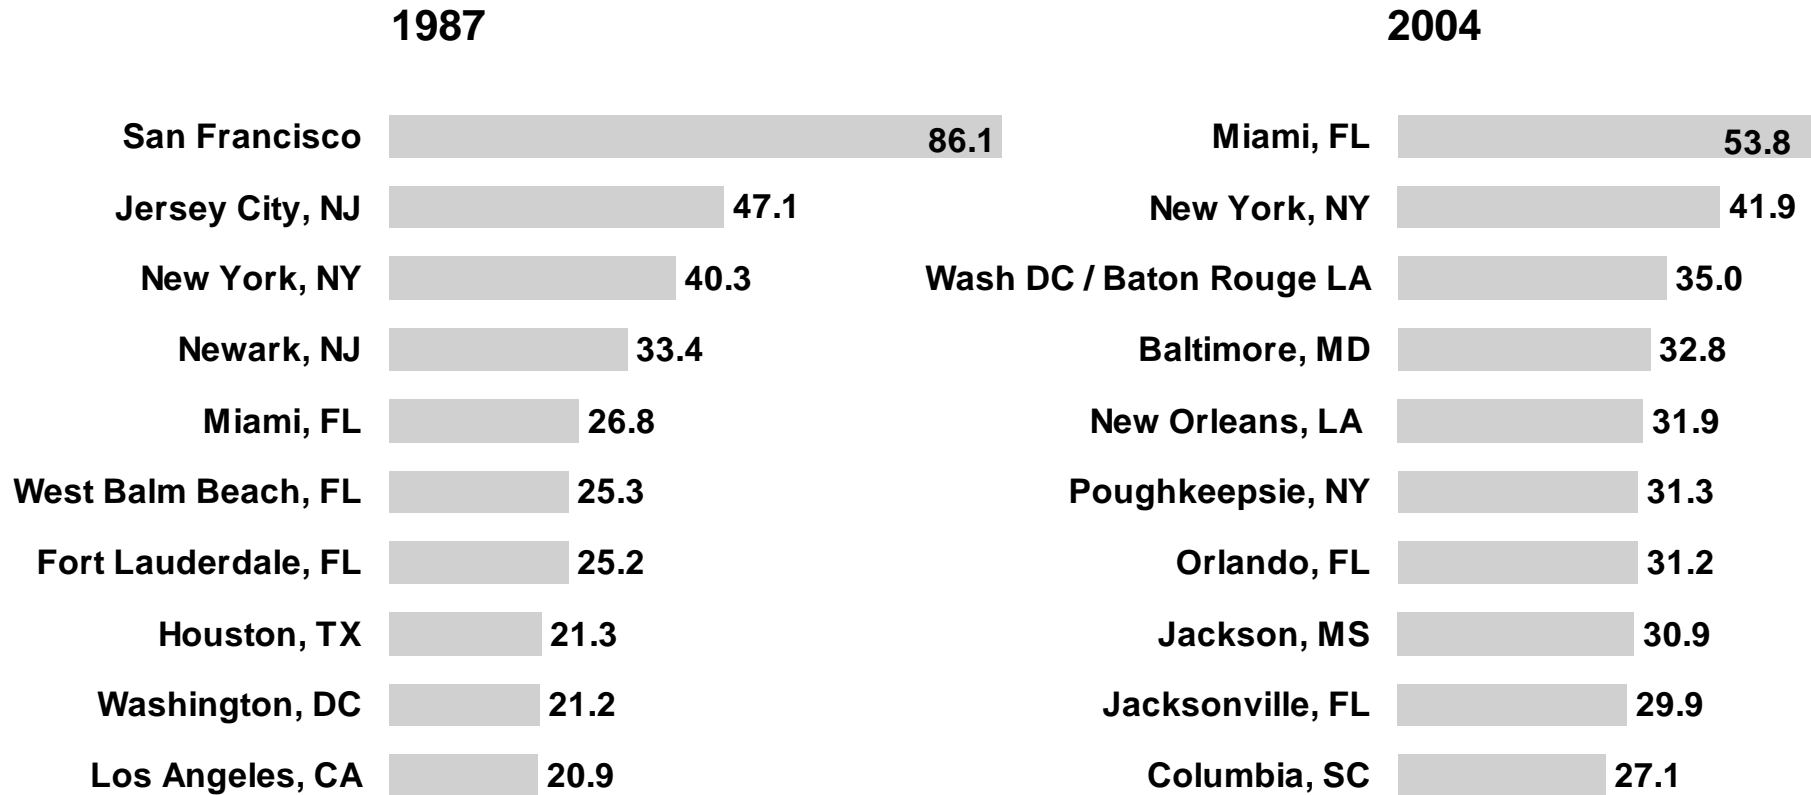 1987
San Francisco 86.1
Jersey City, NJ 47.1
New York, NY 40.3
Newark, NJ 33.4
Miami, FL 26.8
West Balm Beach, FL 25.3
Fort Lauderdale, FL 25.2
Houston, TX 21.3
Washington, DC 21.2
Los Angeles, CA 20.9
2004
Miami, FL 53.8
New York, NY 41.9
Wash DC / Baton Rouge LA 35.0
Baltimore, MD 32.8
New Orleans, LA 31.9
Poughkeepsie, NY 31.3
Orlando, FL 31.2
Jackson, MS 30.9
Jacksonville, FL 29.9
Columbia, SC 27.1